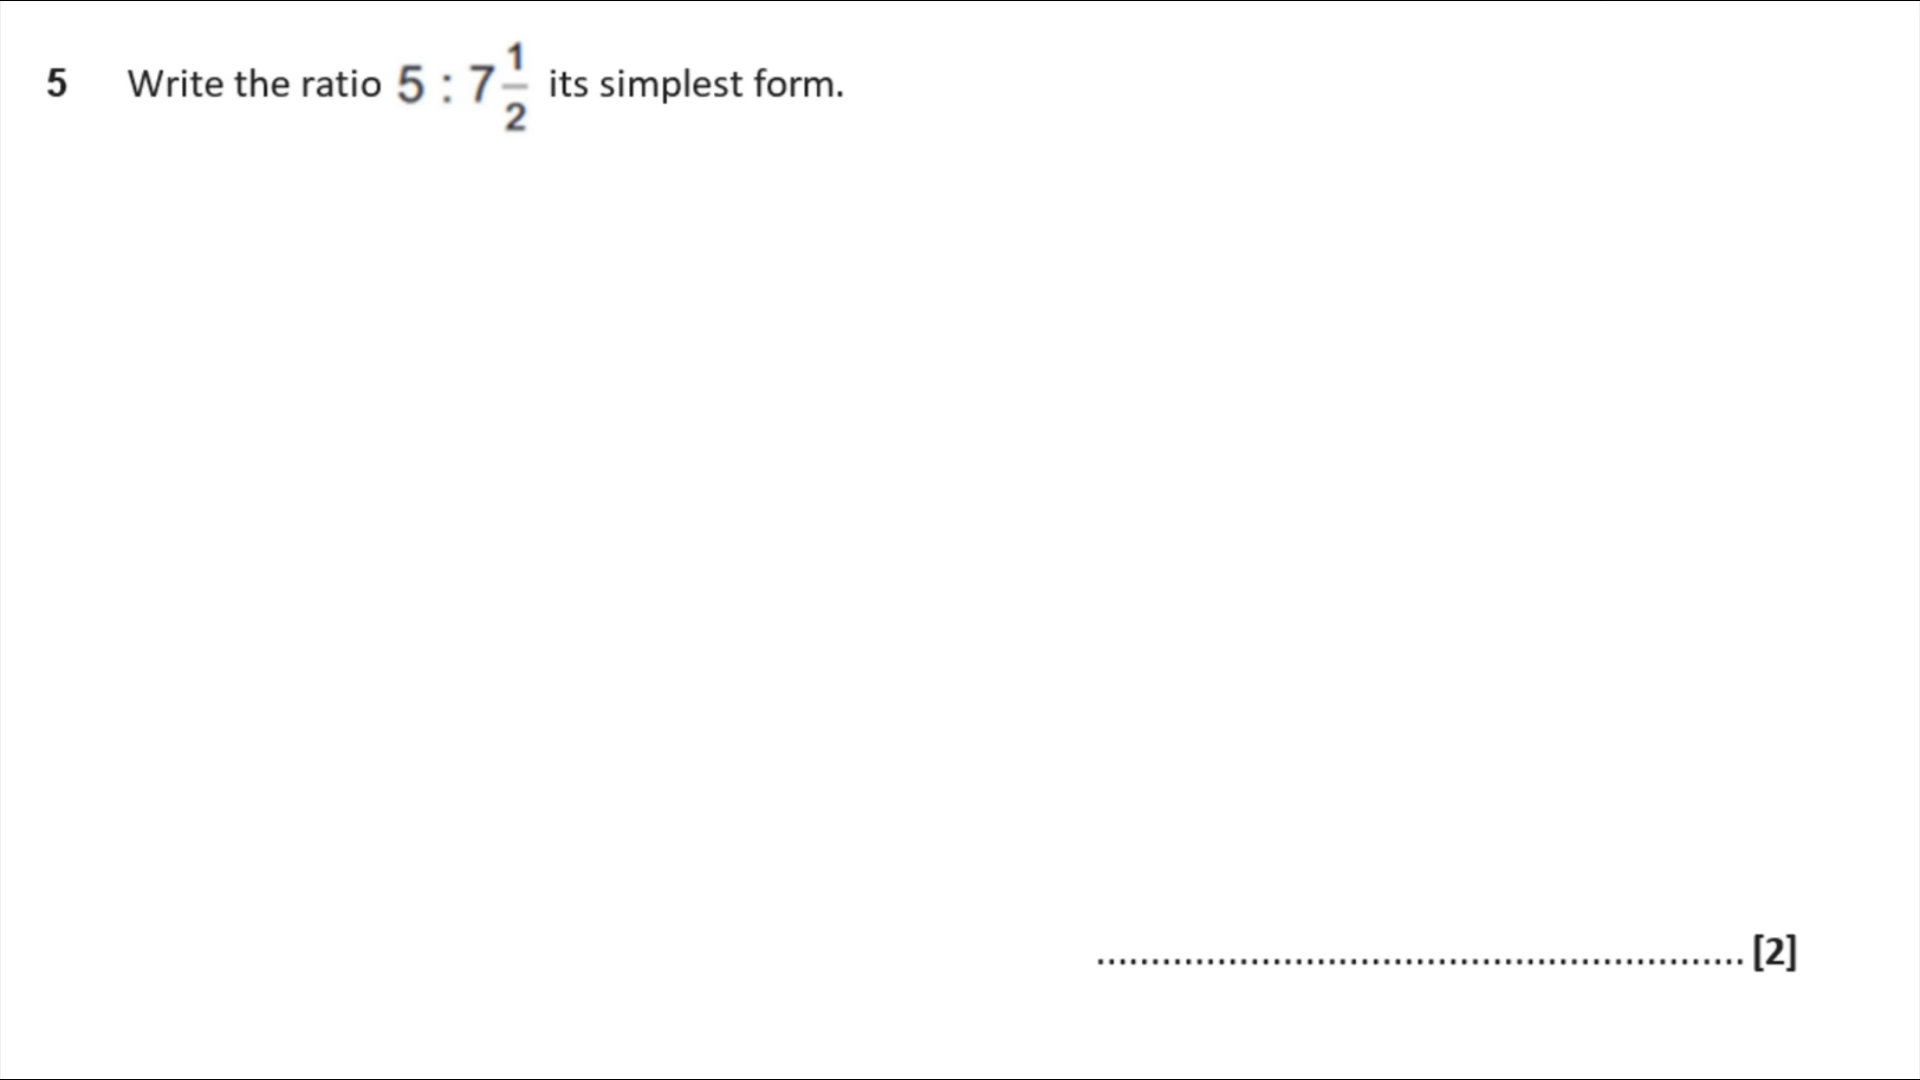 5 Write the ratio 5 : 7 1/2 its simplest form.
.......................................................... [2]